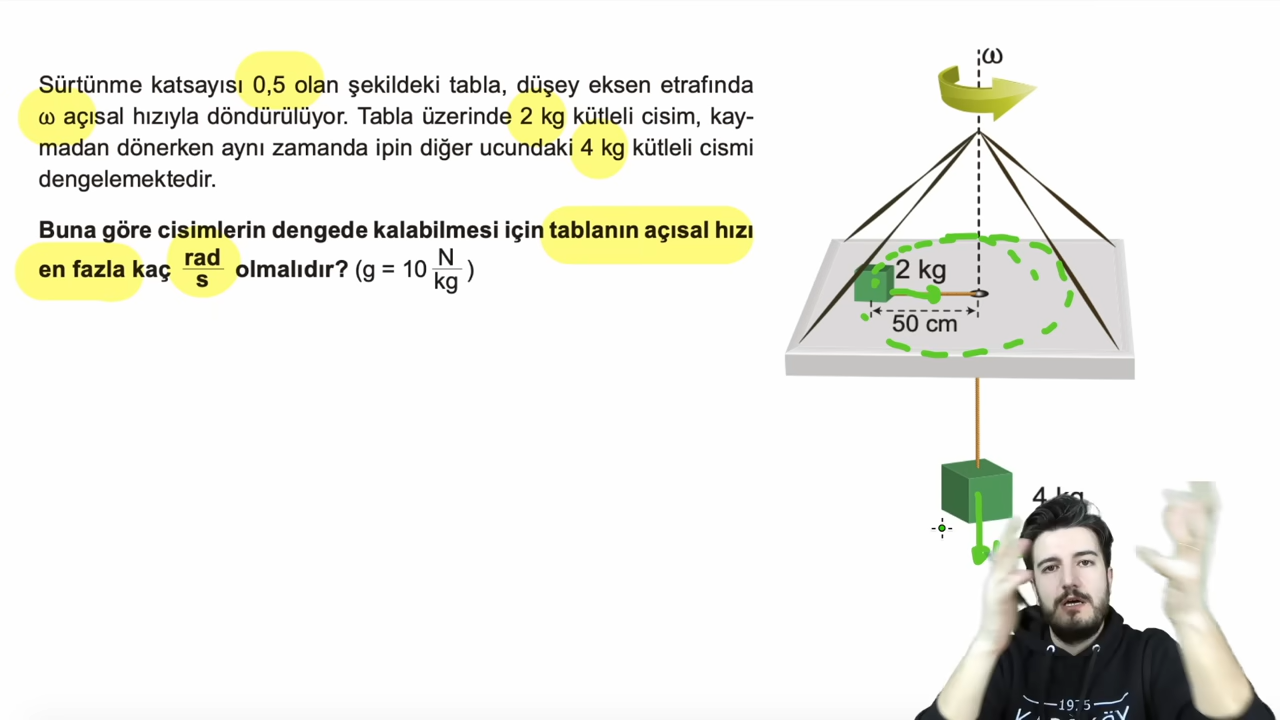 Sürtünme katsayısı 0,5 olan şekildeki tabla, düşey eksen etrafında
ω açısal hızıyla döndürülüyor. Tabla üzerinde 2 kg kütleli cisim, kay-
madan dönerken aynı zamanda ipin diğer ucundaki 4 kg kütleli cismi
dengelemektedir.
Buna göre cisimlerin dengede kalabilmesi için tablanın açısal hızı
en fazla kaç rad/s olmalıdır? (g = 10 N/kg )
ω
2 kg
50 cm
4 kg
1975